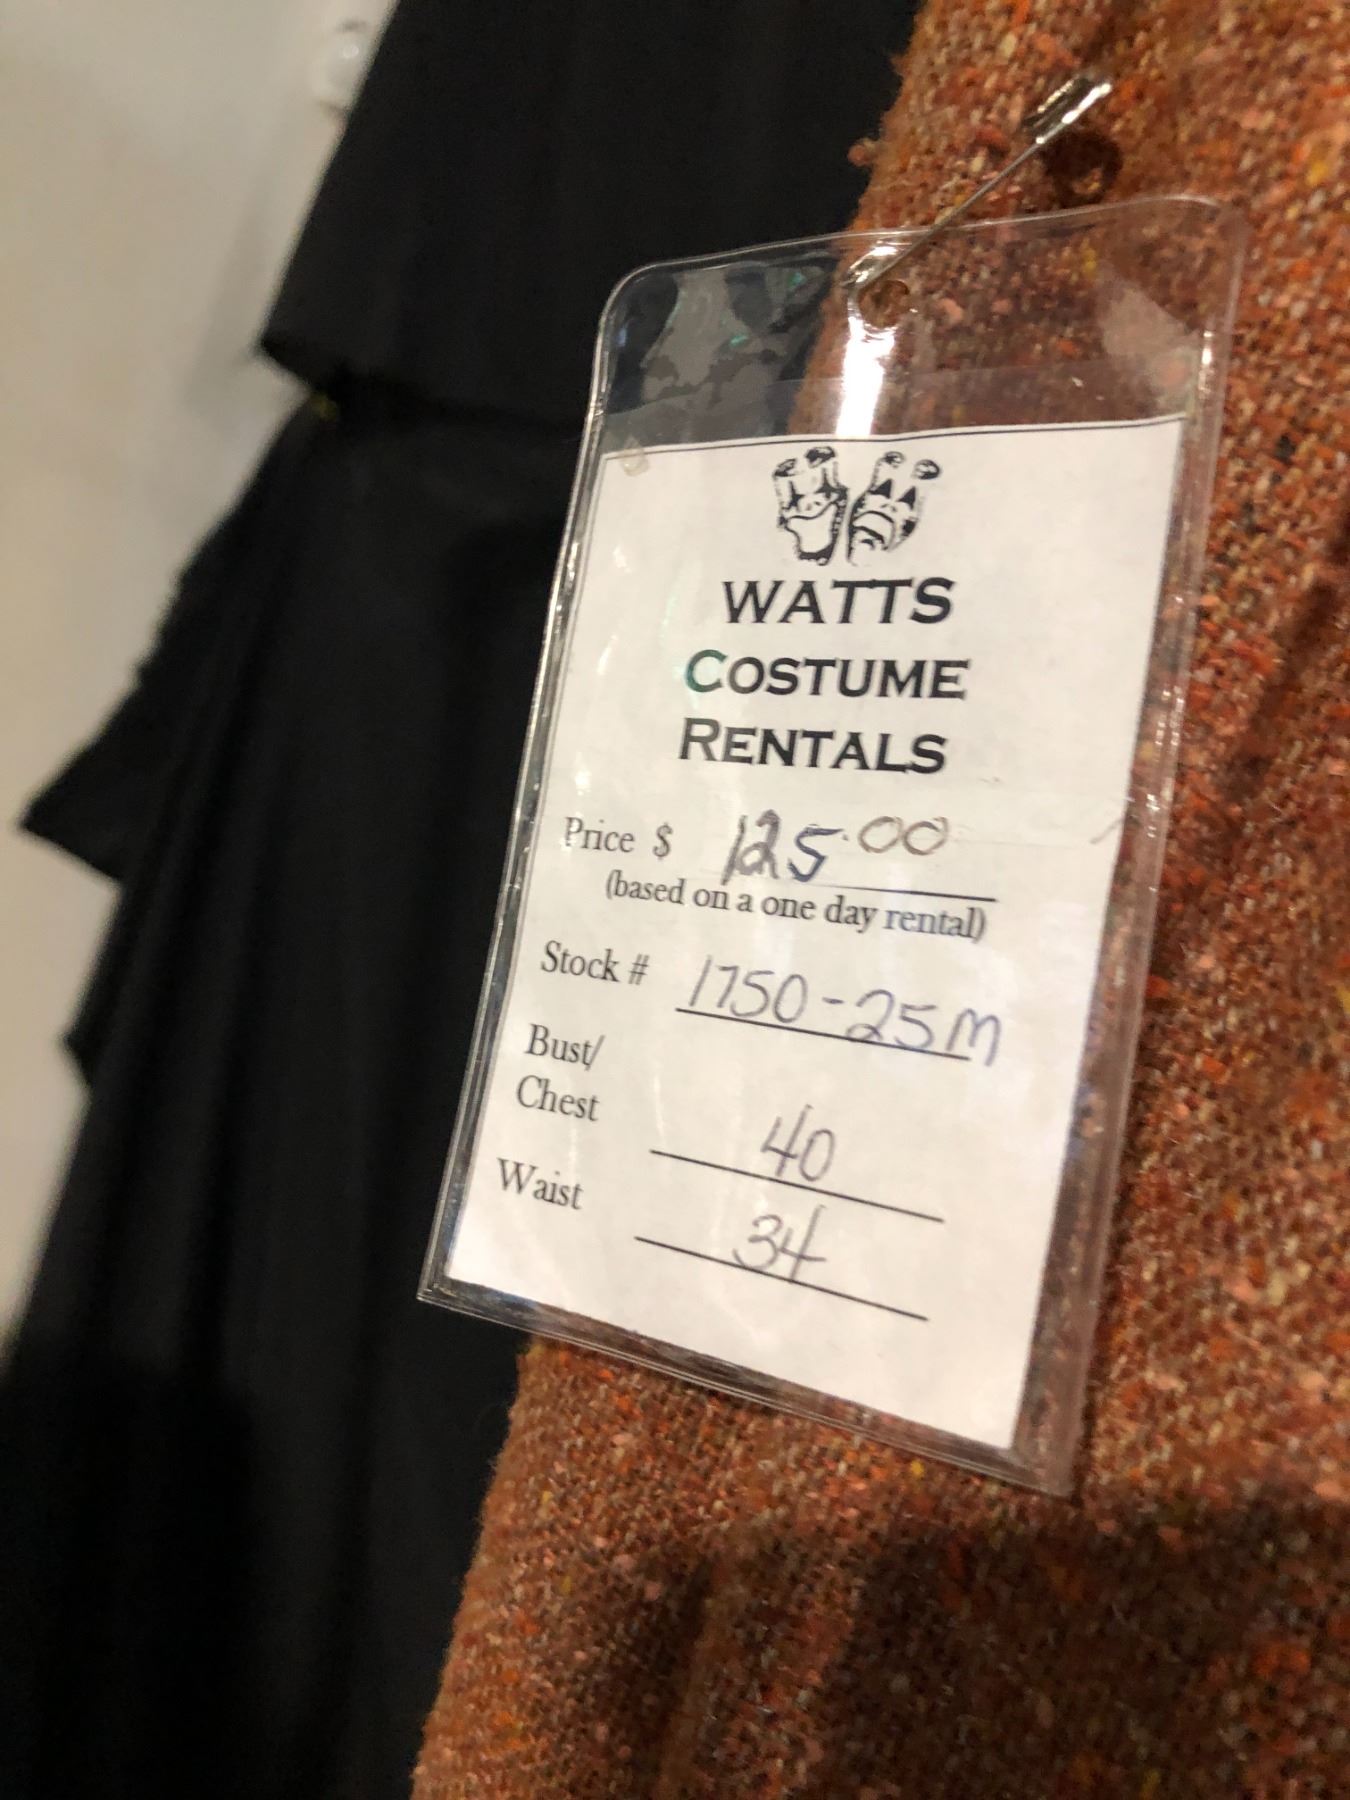 WATTS
COSTUME
RENTALS
Price $ 125.00
(based on a one day rental)
Stock # 1750-25M
Bust/
Chest 40
Waist 34